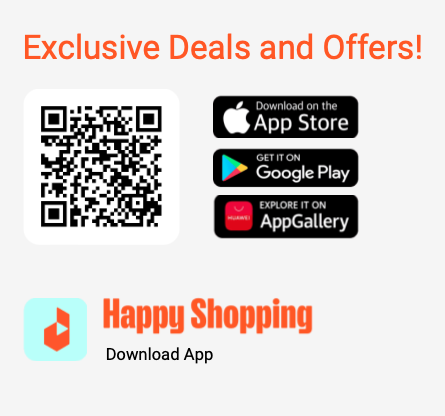 Exclusive Deals and Offers!
Download on the
App Store
GET IT ON
Google Play
HUAWEI
EXPLORE IT ON
AppGallery
Happy Shopping
Download App